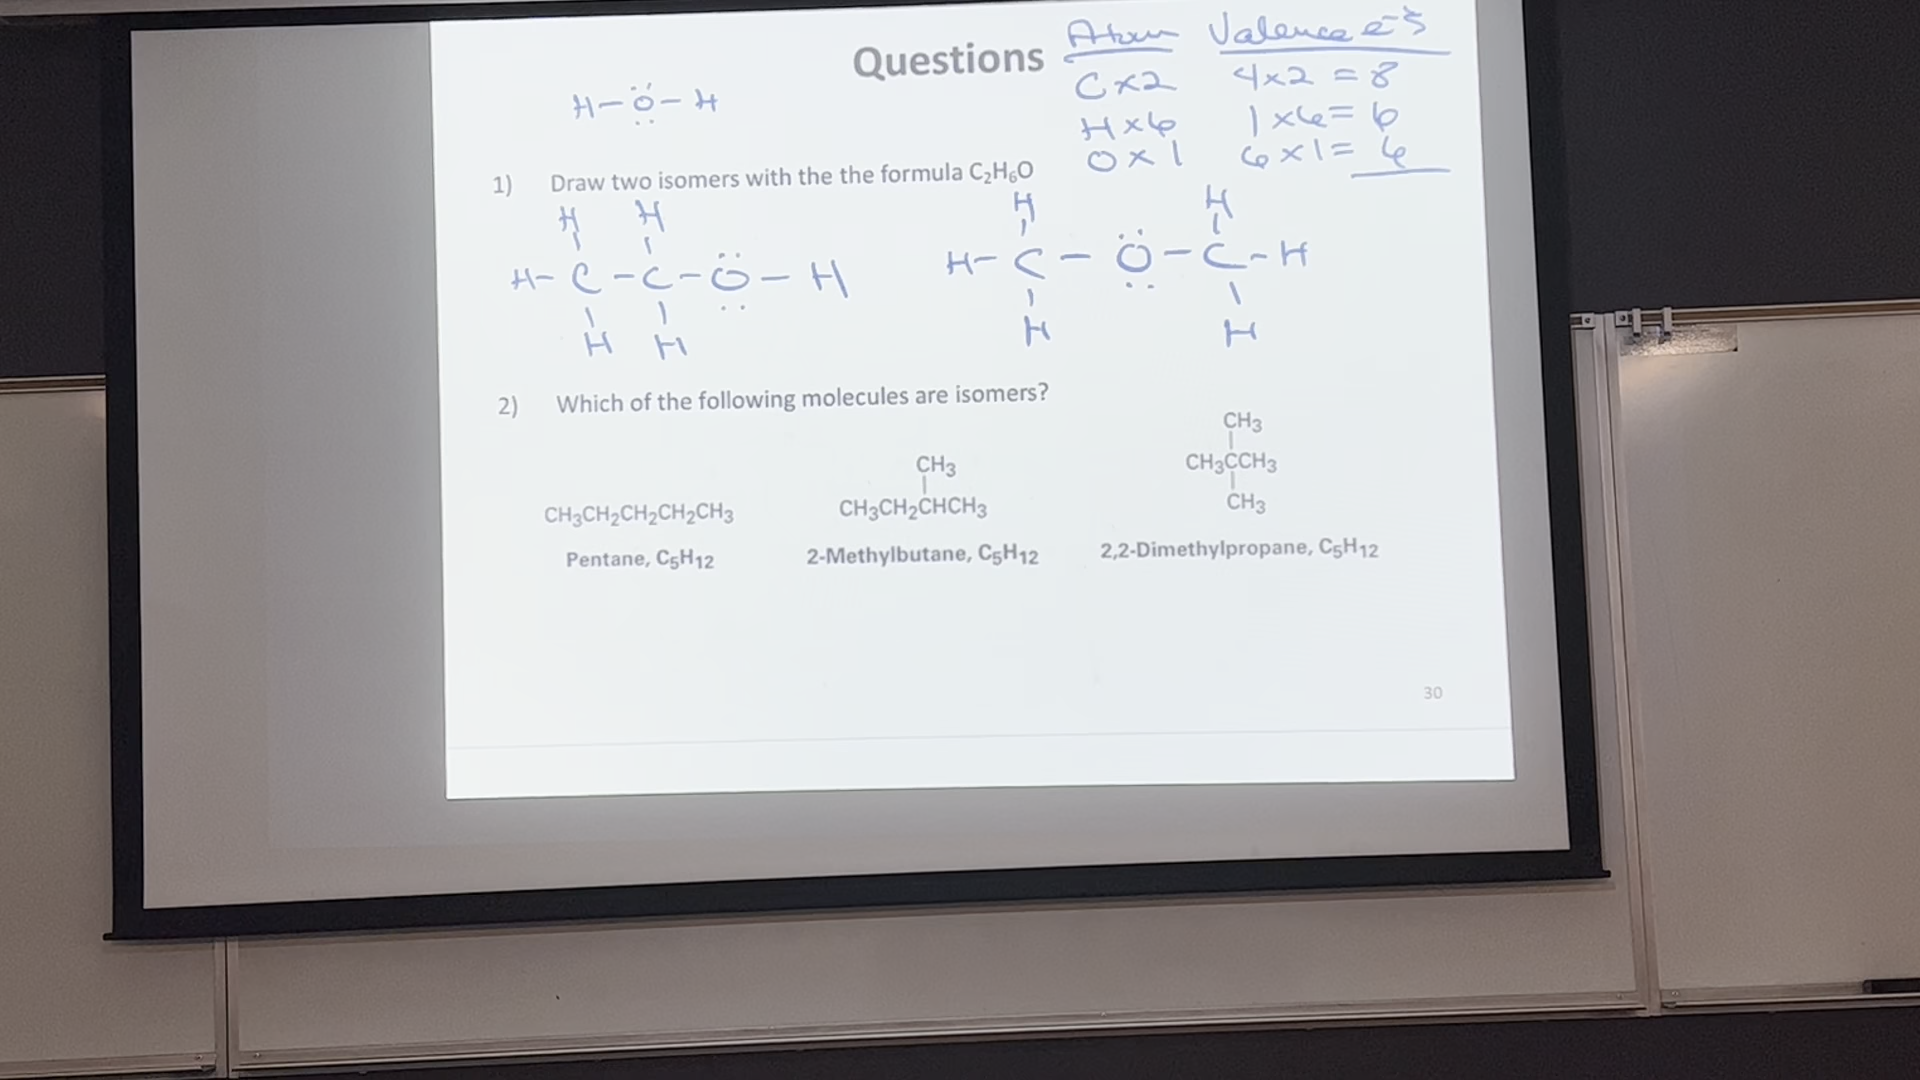 Questions
Atom Valence e⁻s
C x 2 4 x 2 = 8
H x 6 1 x 6 = 6
O x 1 6 x 1 = 6
H – Ö – H
1) Draw two isomers with the the formula C₂H₆O
H H
H – C – C – Ö – H
H H
H H
H – C – Ö – C – H
H H
2) Which of the following molecules are isomers?
CH₃CH₂CH₂CH₂CH₃
Pentane, C₅H₁₂
CH₃
CH₃CH₂CHCH₃
2-Methylbutane, C₅H₁₂
CH₃
CH₃CCH₃
CH₃
2,2-Dimethylpropane, C₅H₁₂
30